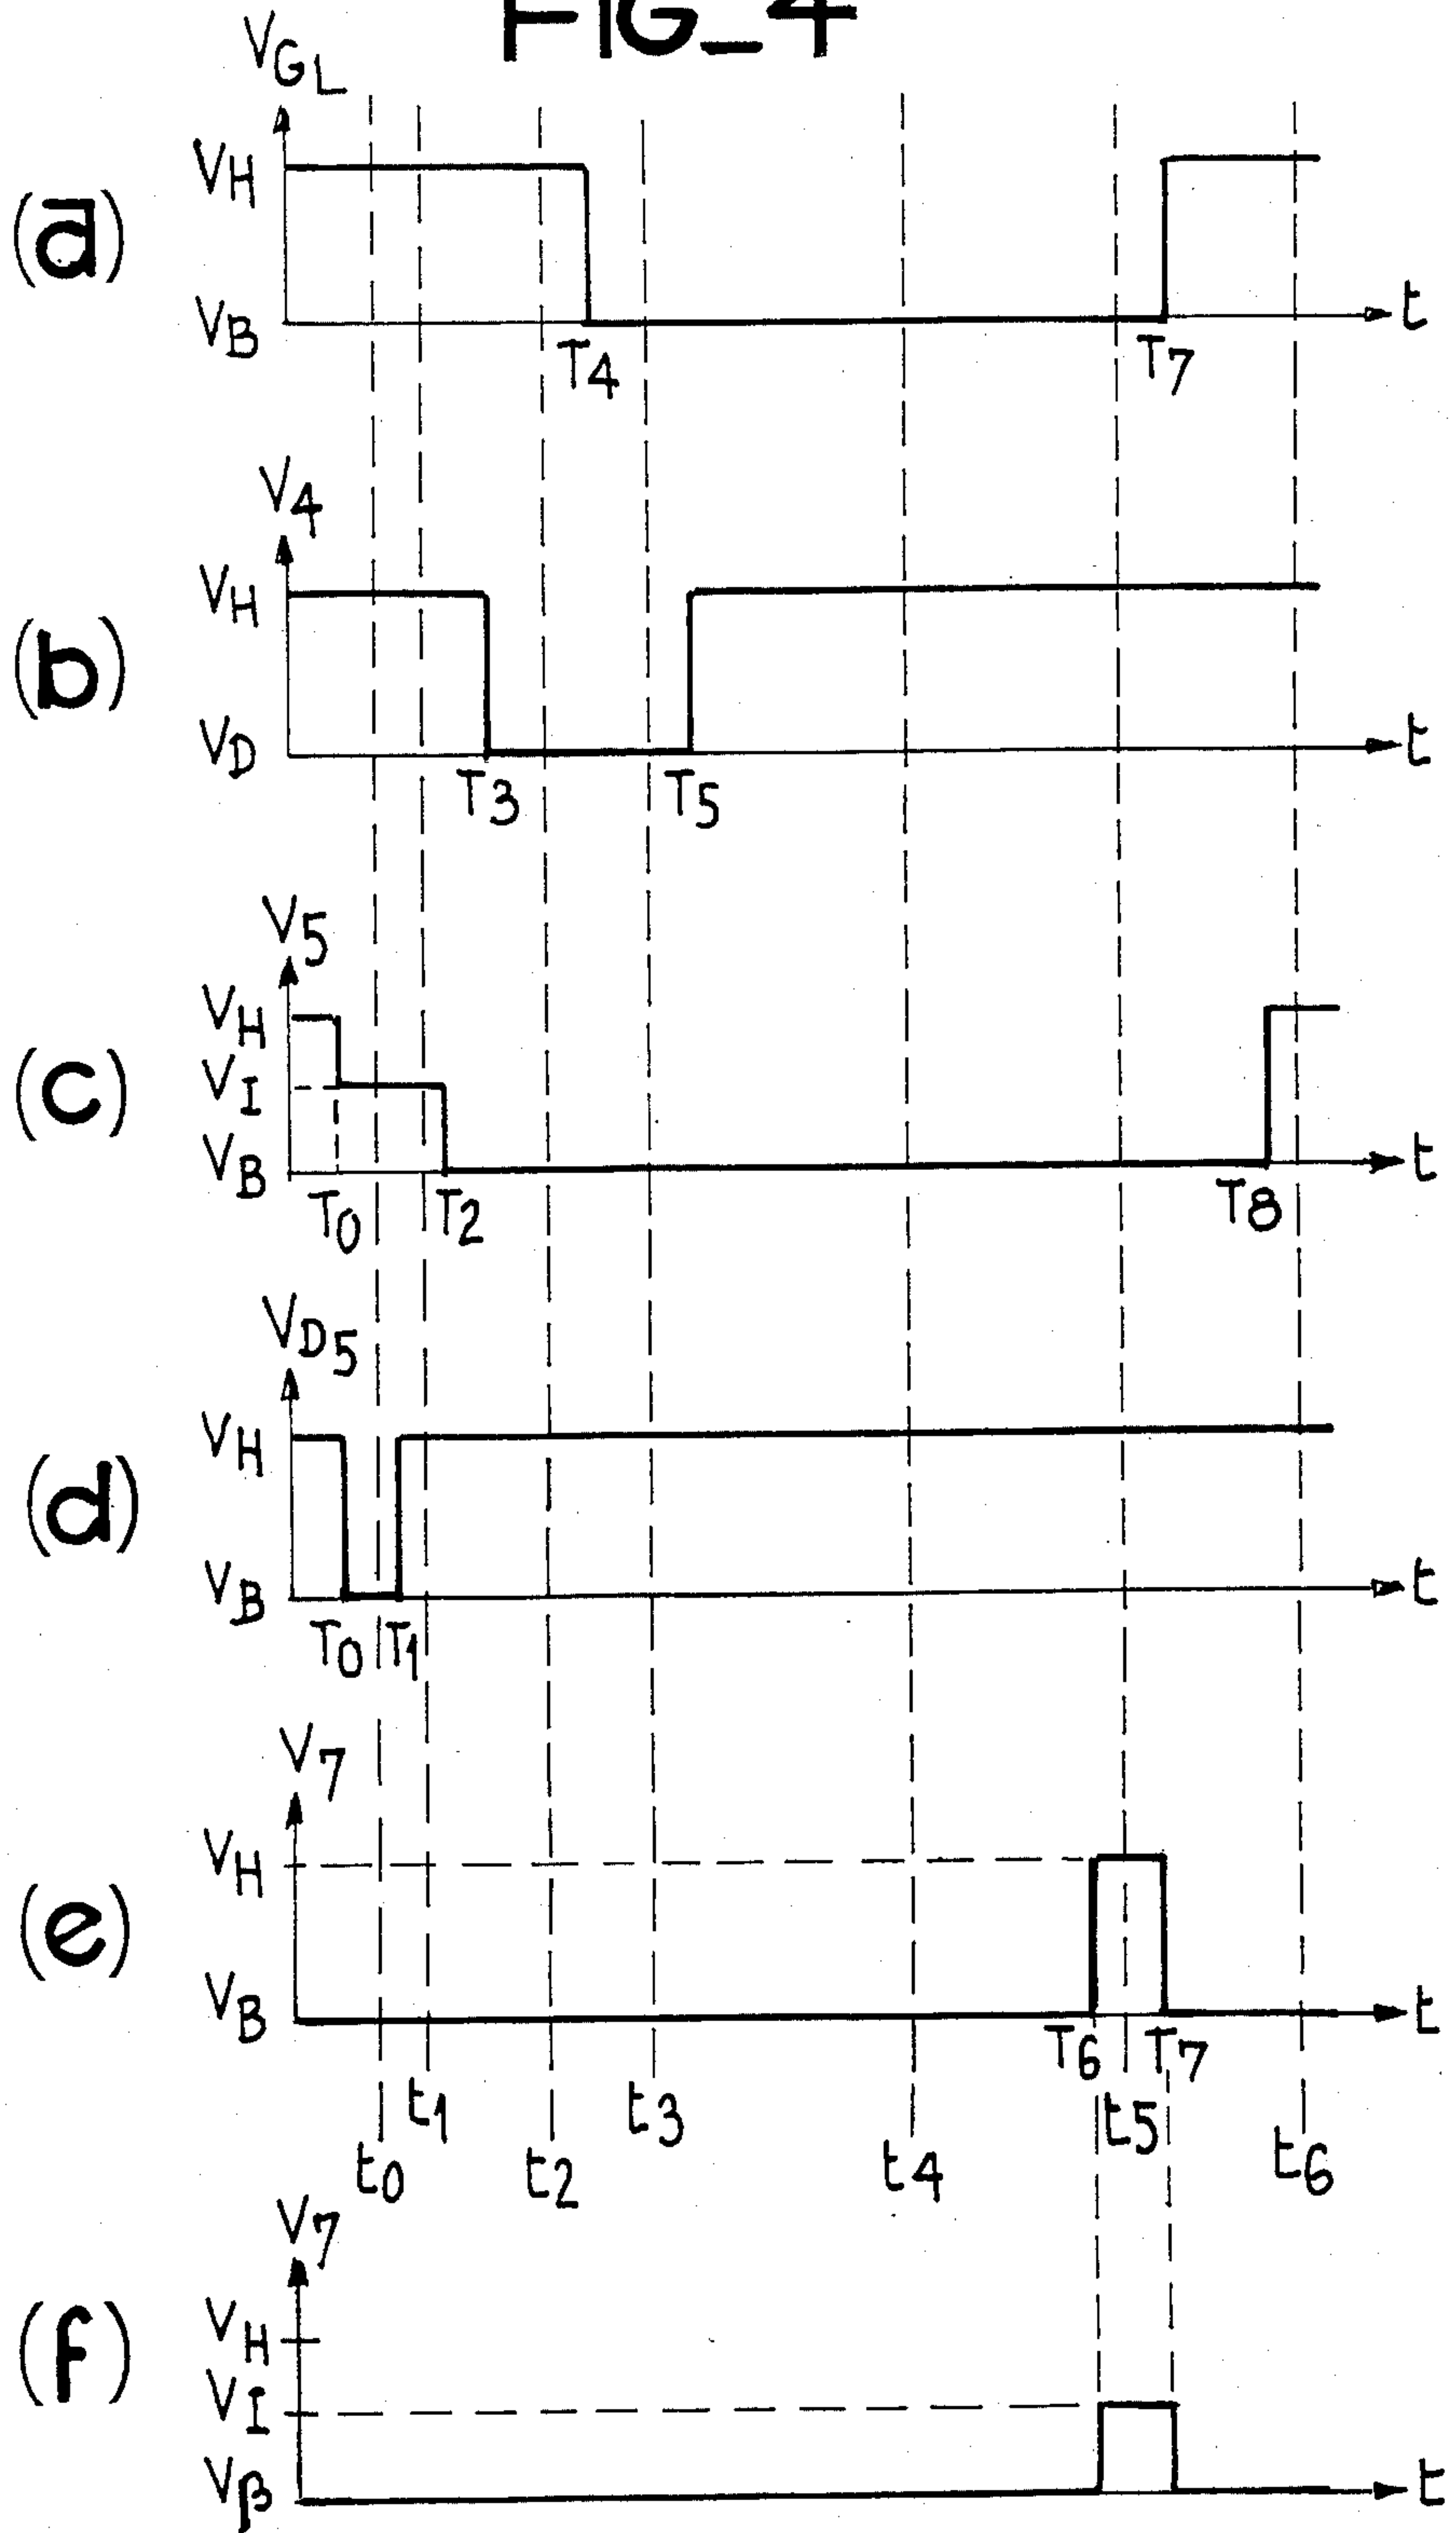 FIG_4
VGL
VH
(a)
VB
T4
T7
t
V4
VH
(b)
VD
T3
T5
t
V5
VH
VI
(c)
VB
T0
T2
T8
t
VD5
VH
(d)
VB
T0
T1
t
V7
VH
(e)
VB
T6
T7
t
t1
t3
t5
t0
t2
t4
t6
V7
VH
(f)
VI
Vβ
t